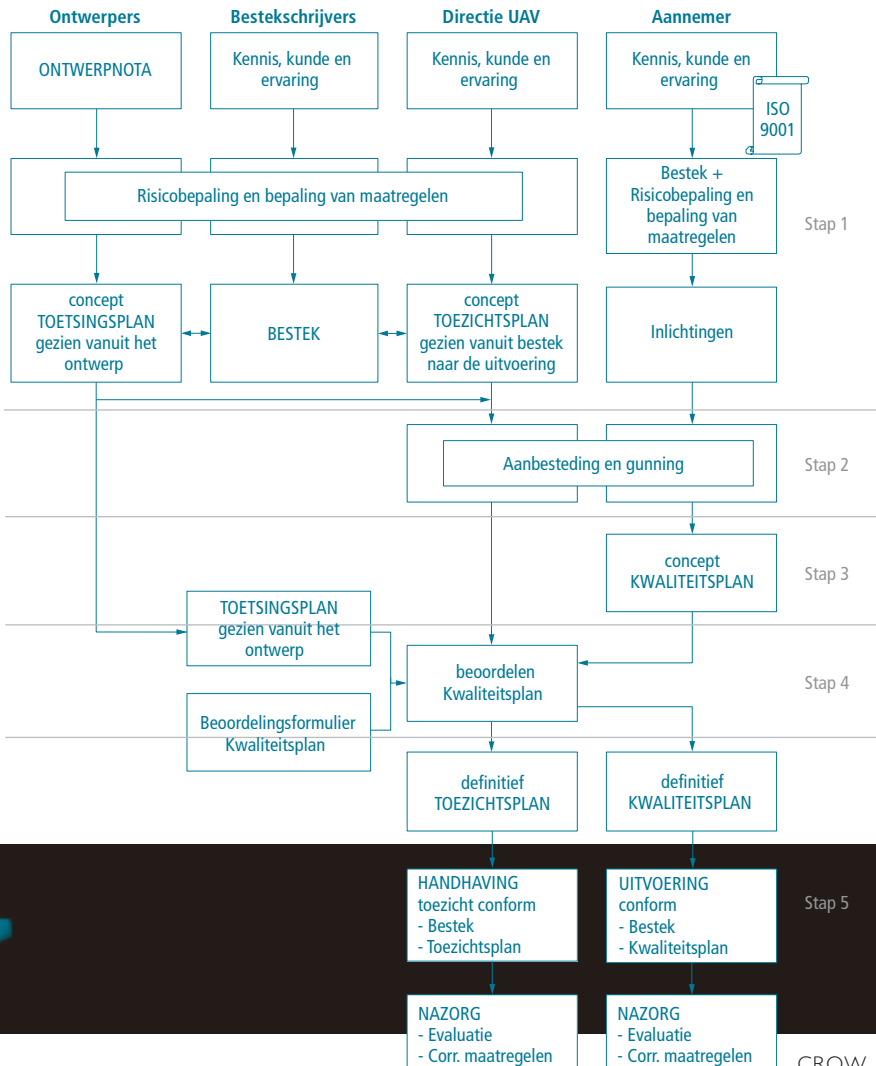 Ontwerpers
Bestekschrijvers
Directie UAV
Aannemer
ONTWERPNOTA
Kennis, kunde en
ervaring
Kennis, kunde en
ervaring
Kennis, kunde en
ervaring
ISO
9001
Risicobepaling en bepaling van maatregelen
Bestek +
Risicobepaling en
bepaling van
maatregelen
Stap 1
concept
TOETSINGSPLAN
gezien vanuit het
ontwerp
BESTEK
concept
TOEZICHTSPLAN
gezien vanuit bestek
naar de uitvoering
Inlichtingen
Aanbesteding en gunning
Stap 2
concept
KWALITEITSPLAN
Stap 3
TOETSINGSPLAN
gezien vanuit het
ontwerp
beoordelen
Kwaliteitsplan
Stap 4
Beoordelingsformulier
Kwaliteitsplan
definitief
TOEZICHTSPLAN
definitief
KWALITEITSPLAN
HANDHAVING
toezicht conform
- Bestek
- Toezichtsplan
UITVOERING
conform
- Bestek
- Kwaliteitsplan
Stap 5
NAZORG
- Evaluatie
- Corr. maatregelen
NAZORG
- Evaluatie
- Corr. maatregelen
CROW